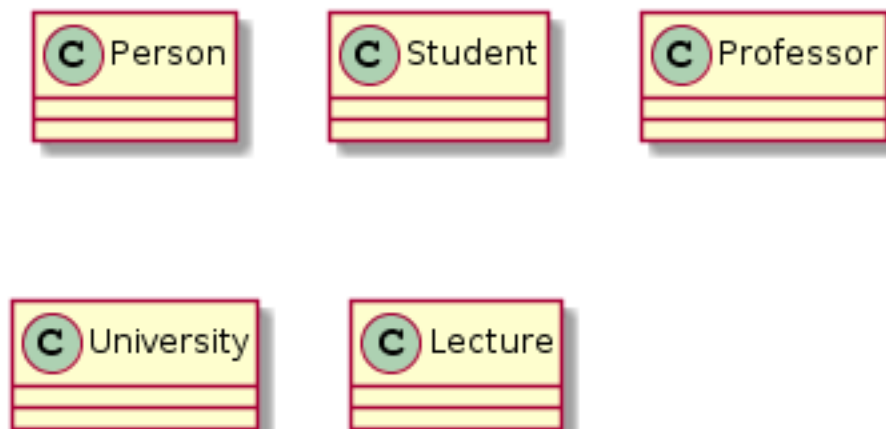 C Person
C Student
C Professor
C University
C Lecture